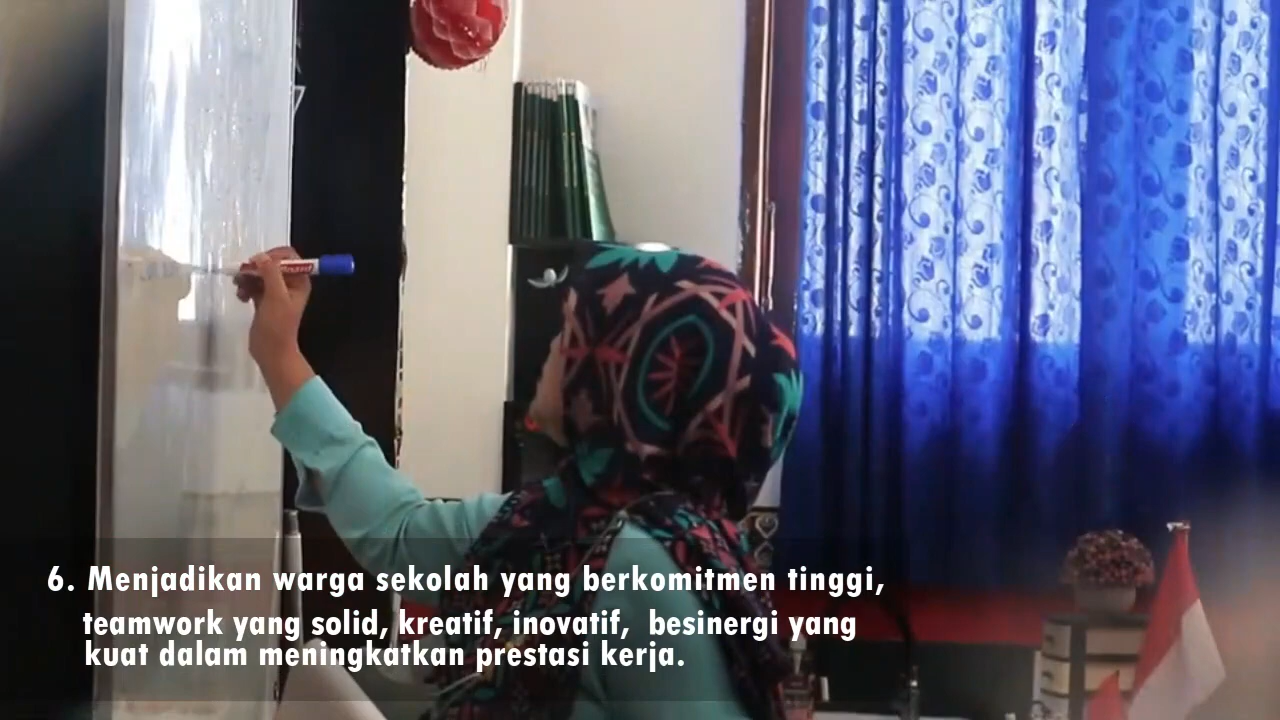 6. Menjadikan warga sekolah yang berkomitmen tinggi,
teamwork yang solid, kreatif, inovatif, besinergi yang
kuat dalam meningkatkan prestasi kerja.